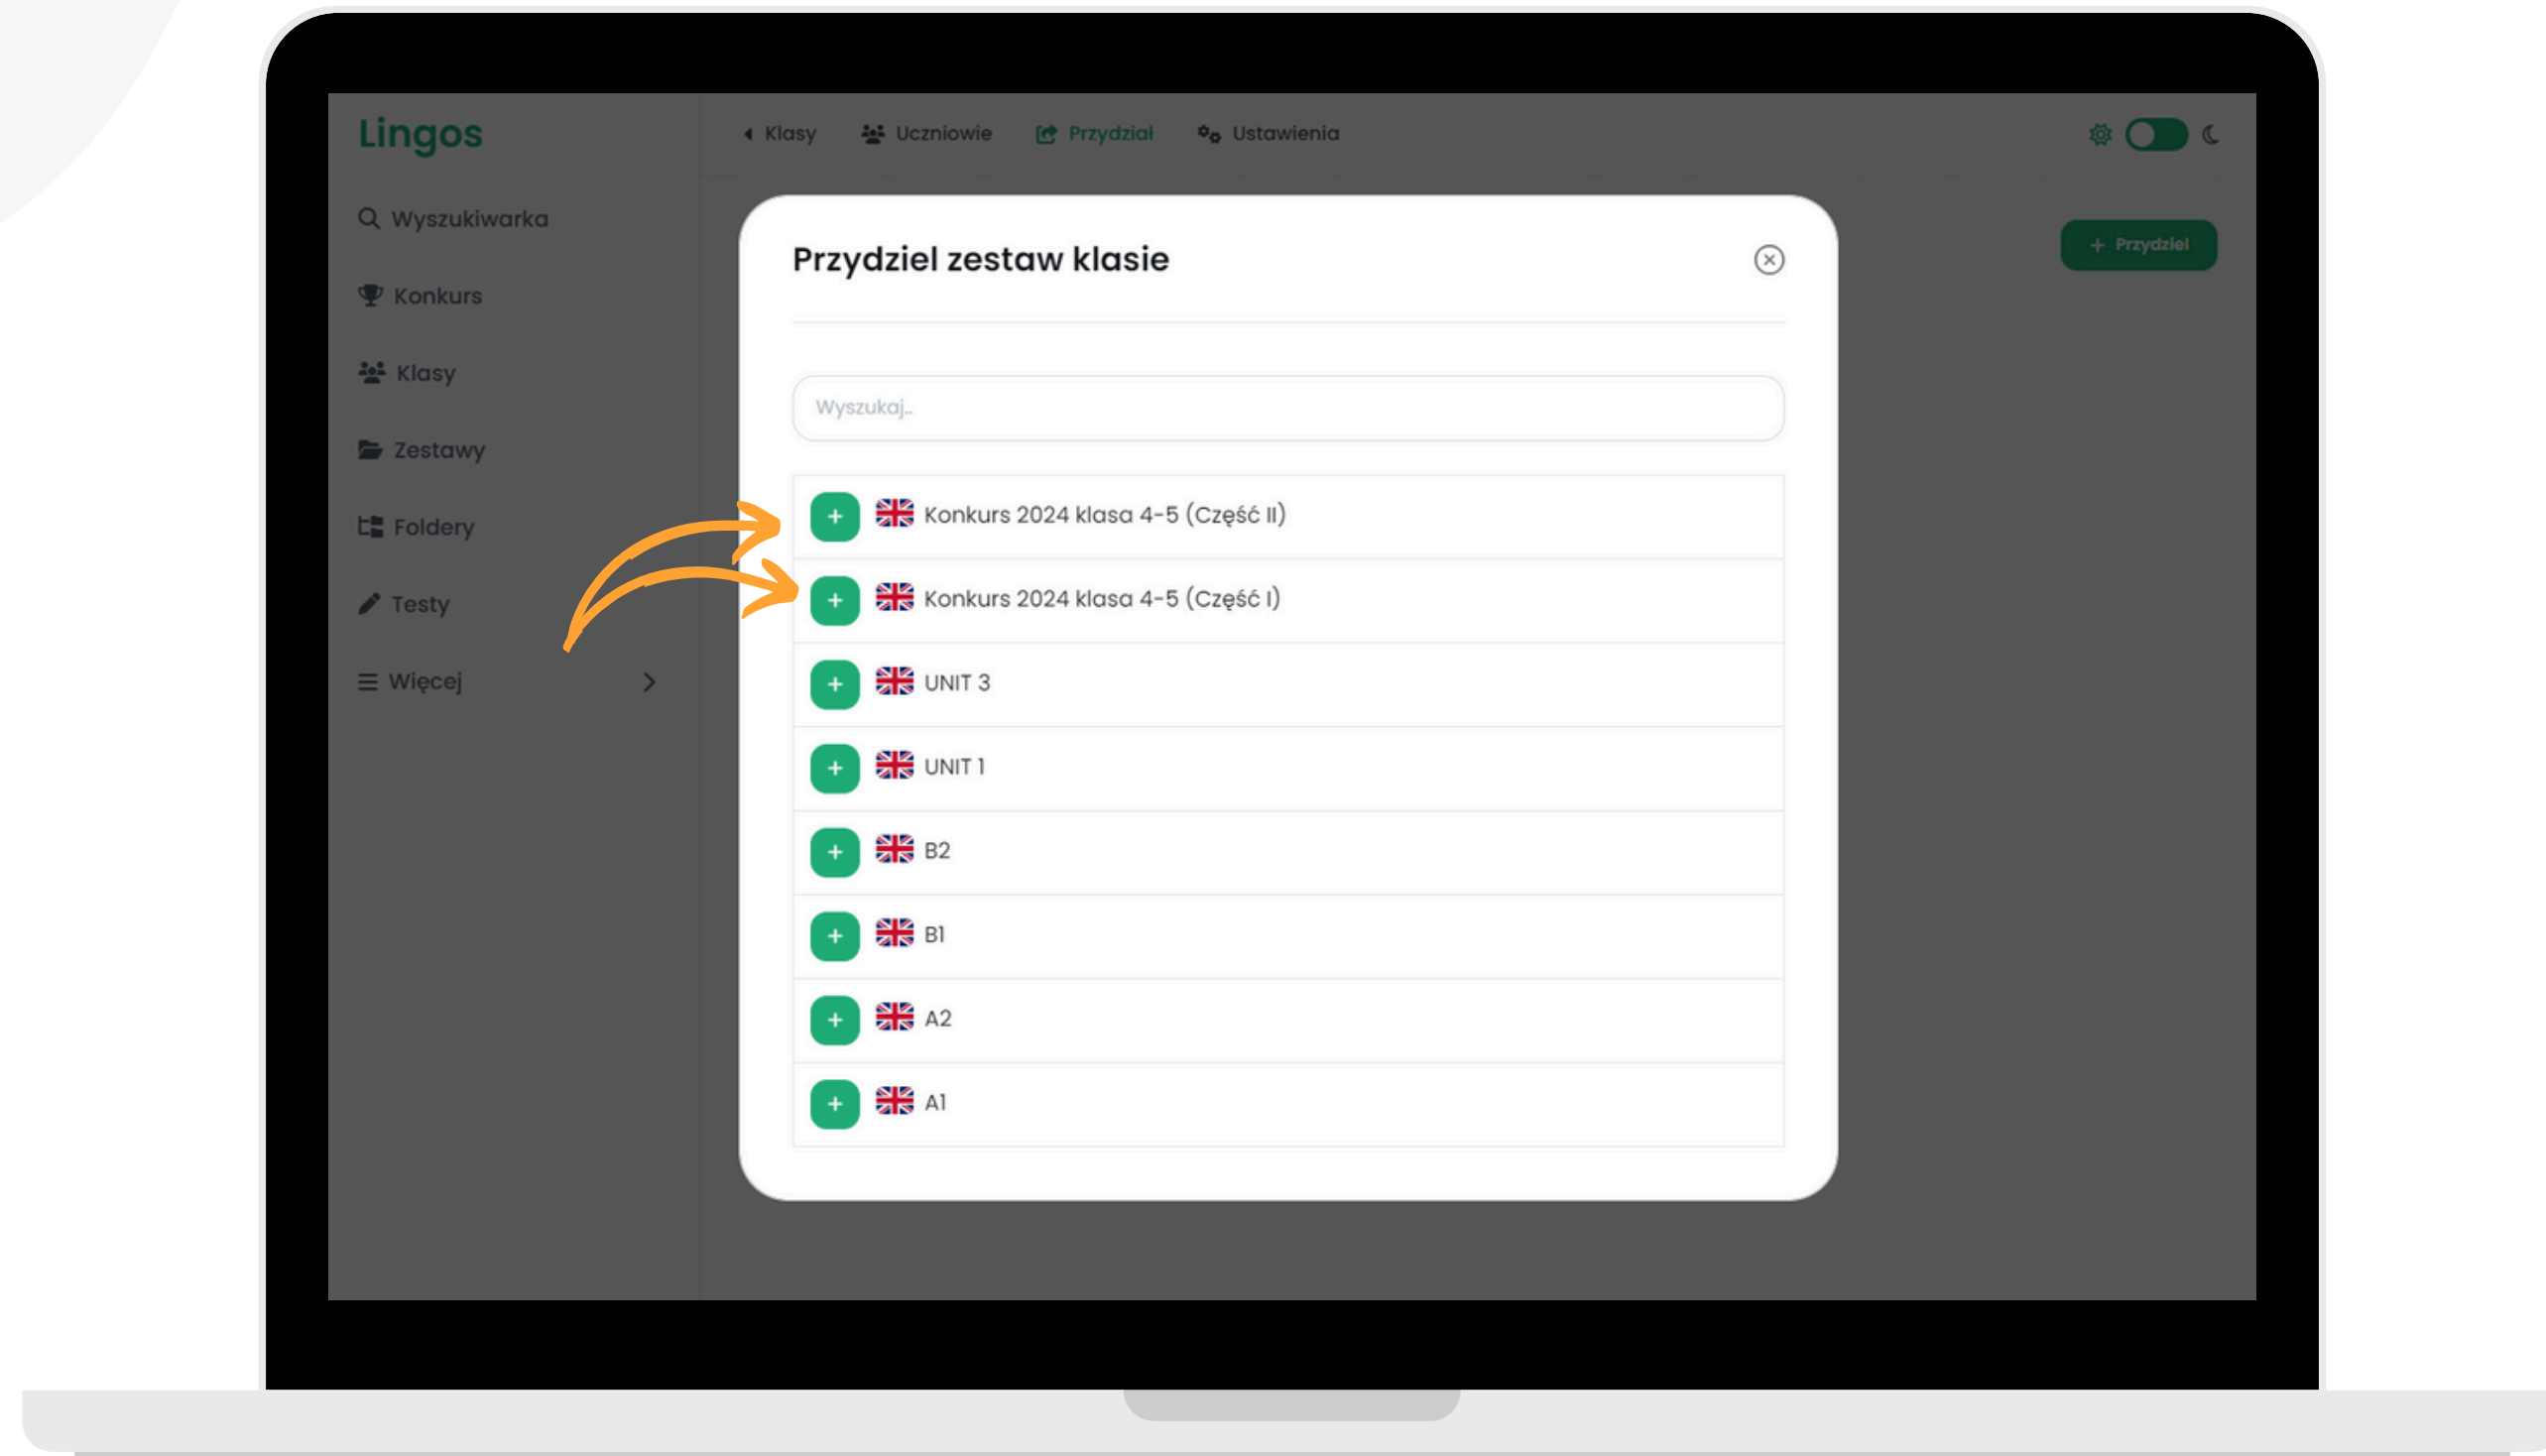 Lingos
Klasy Uczniowie Przydział Ustawienia
Wyszukiwarka
Konkurs
Klasy
Zestawy
Foldery
Testy
Więcej
+ Przydziel
Przydziel zestaw klasie
Wyszukaj..
+ Konkurs 2024 klasa 4-5 (Część II)
+ Konkurs 2024 klasa 4-5 (Część I)
+ UNIT 3
+ UNIT 1
+ B2
+ B1
+ A2
+ A1